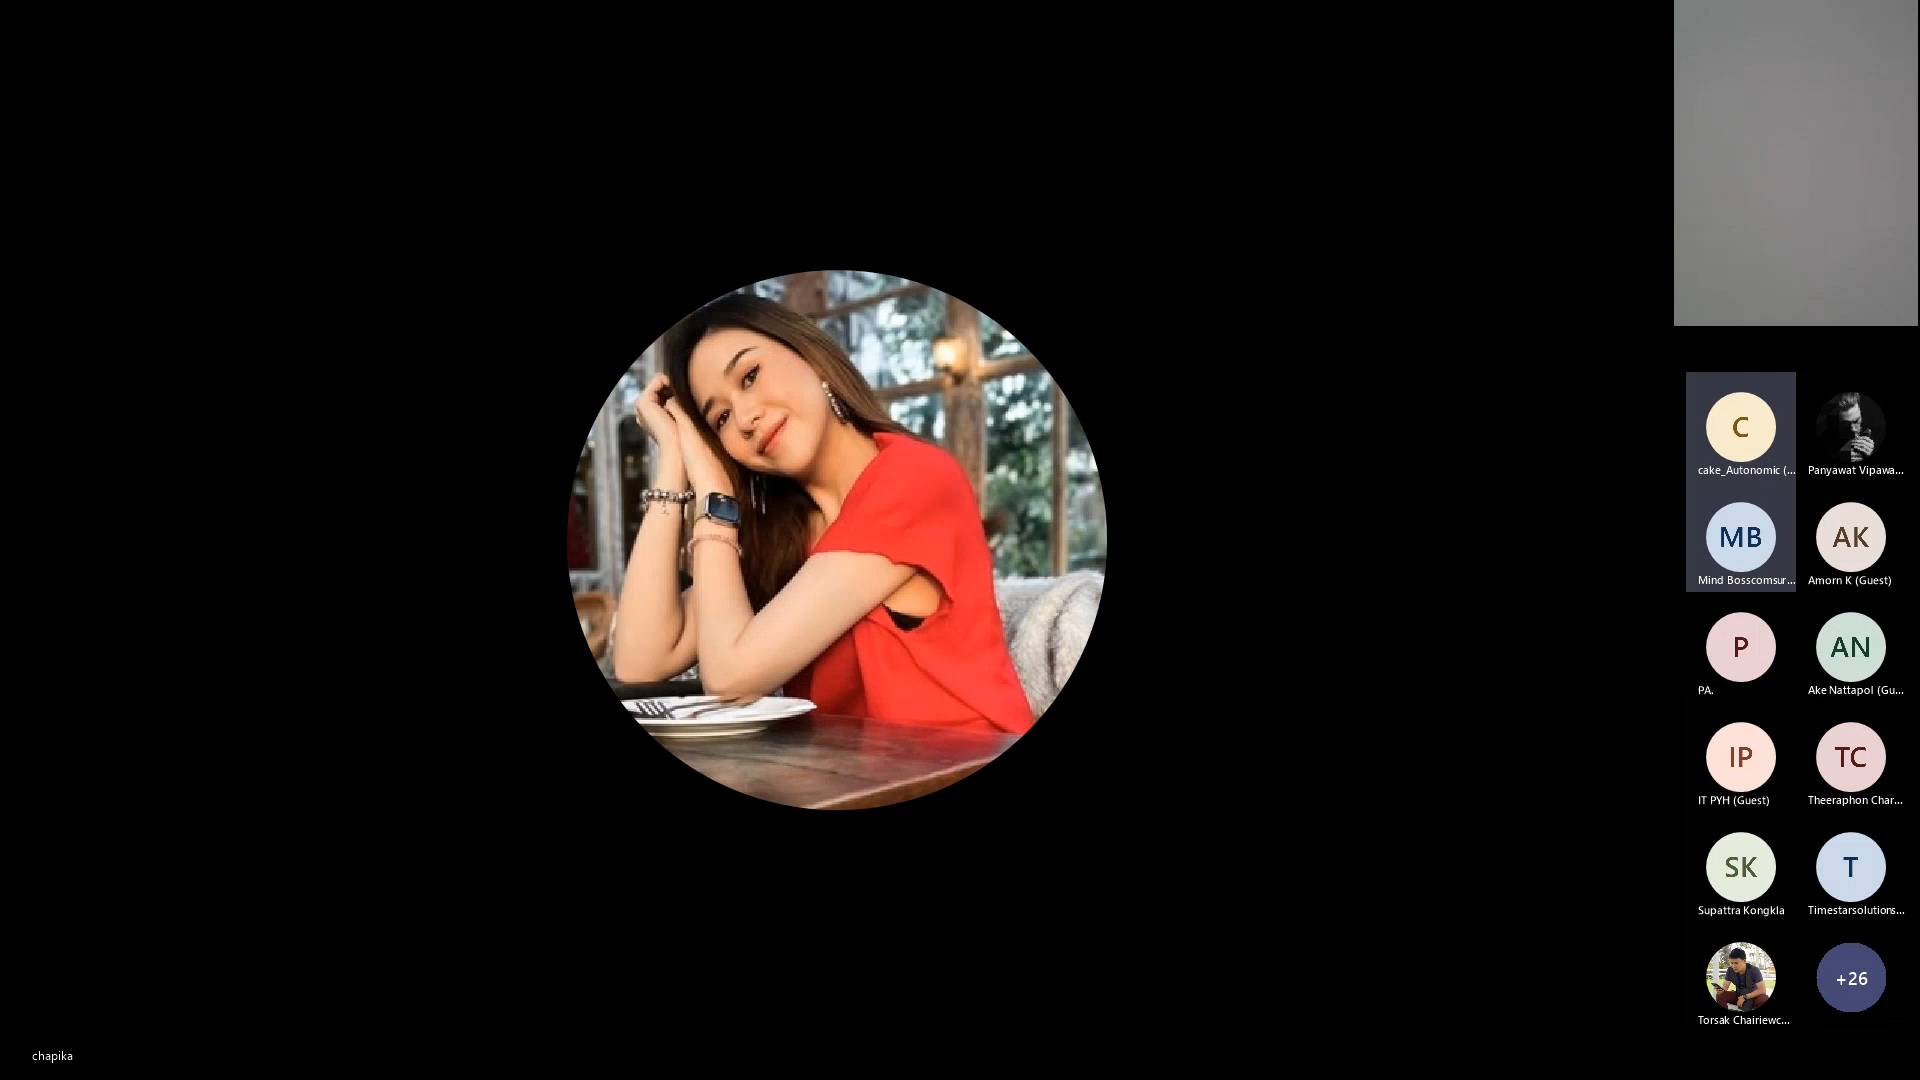 C
cake_Autonomic (...
Panyawat Vipawa...
MB
AK
Mind Bosscomsur...
Amorn K (Guest)
P
AN
PA.
Ake Nattapol (Gu...
IP
TC
IT PYH (Guest)
Theeraphon Char...
SK
T
Supattra Kongkla
Timestarsolutions...
+26
Torsak Chairiewc...
chapika